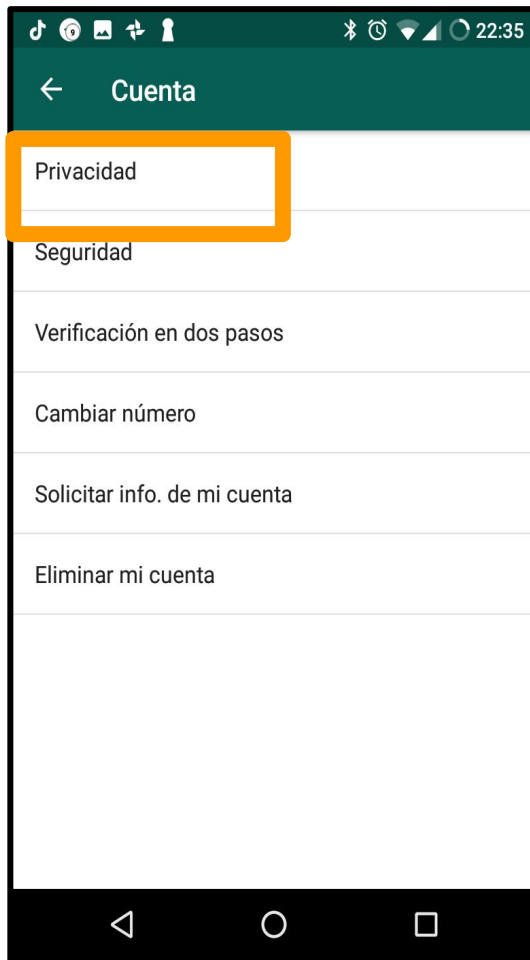 22:35
Cuenta
Privacidad
Seguridad
Verificación en dos pasos
Cambiar número
Solicitar info. de mi cuenta
Eliminar mi cuenta